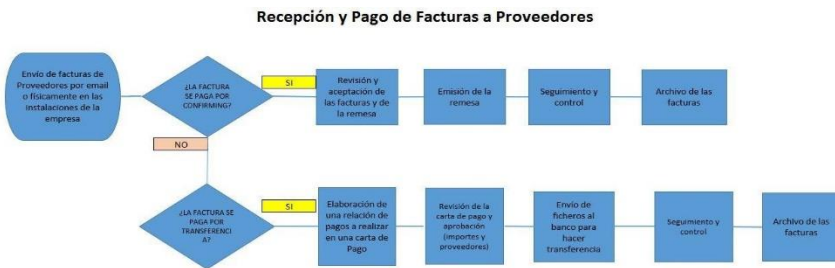 Recepción y Pago de Facturas a Proveedores
Envío de facturas de
Proveedores por email
o físicamente en las
instalaciones de la
empresa
¿LA FACTURA
SE PAGA POR
CONFIRMING?
SI
Revisión y
aceptación de
las facturas y de
la remesa
Emisión de la
remesa
Seguimiento y
control
Archivo de las
facturas
NO
¿LA FACTURA SE
PAGA POR
TRANSFERENCI
A?
SI
Elaboración de
una relación de
pagos a realizar
en una carta de
Pago
Revisión de la
carta de pago y
aprobación
(importes y
proveedores)
Envío de
ficheros al
banco para
hacer
transferencia
Seguimiento y
control
Archivo de las
facturas